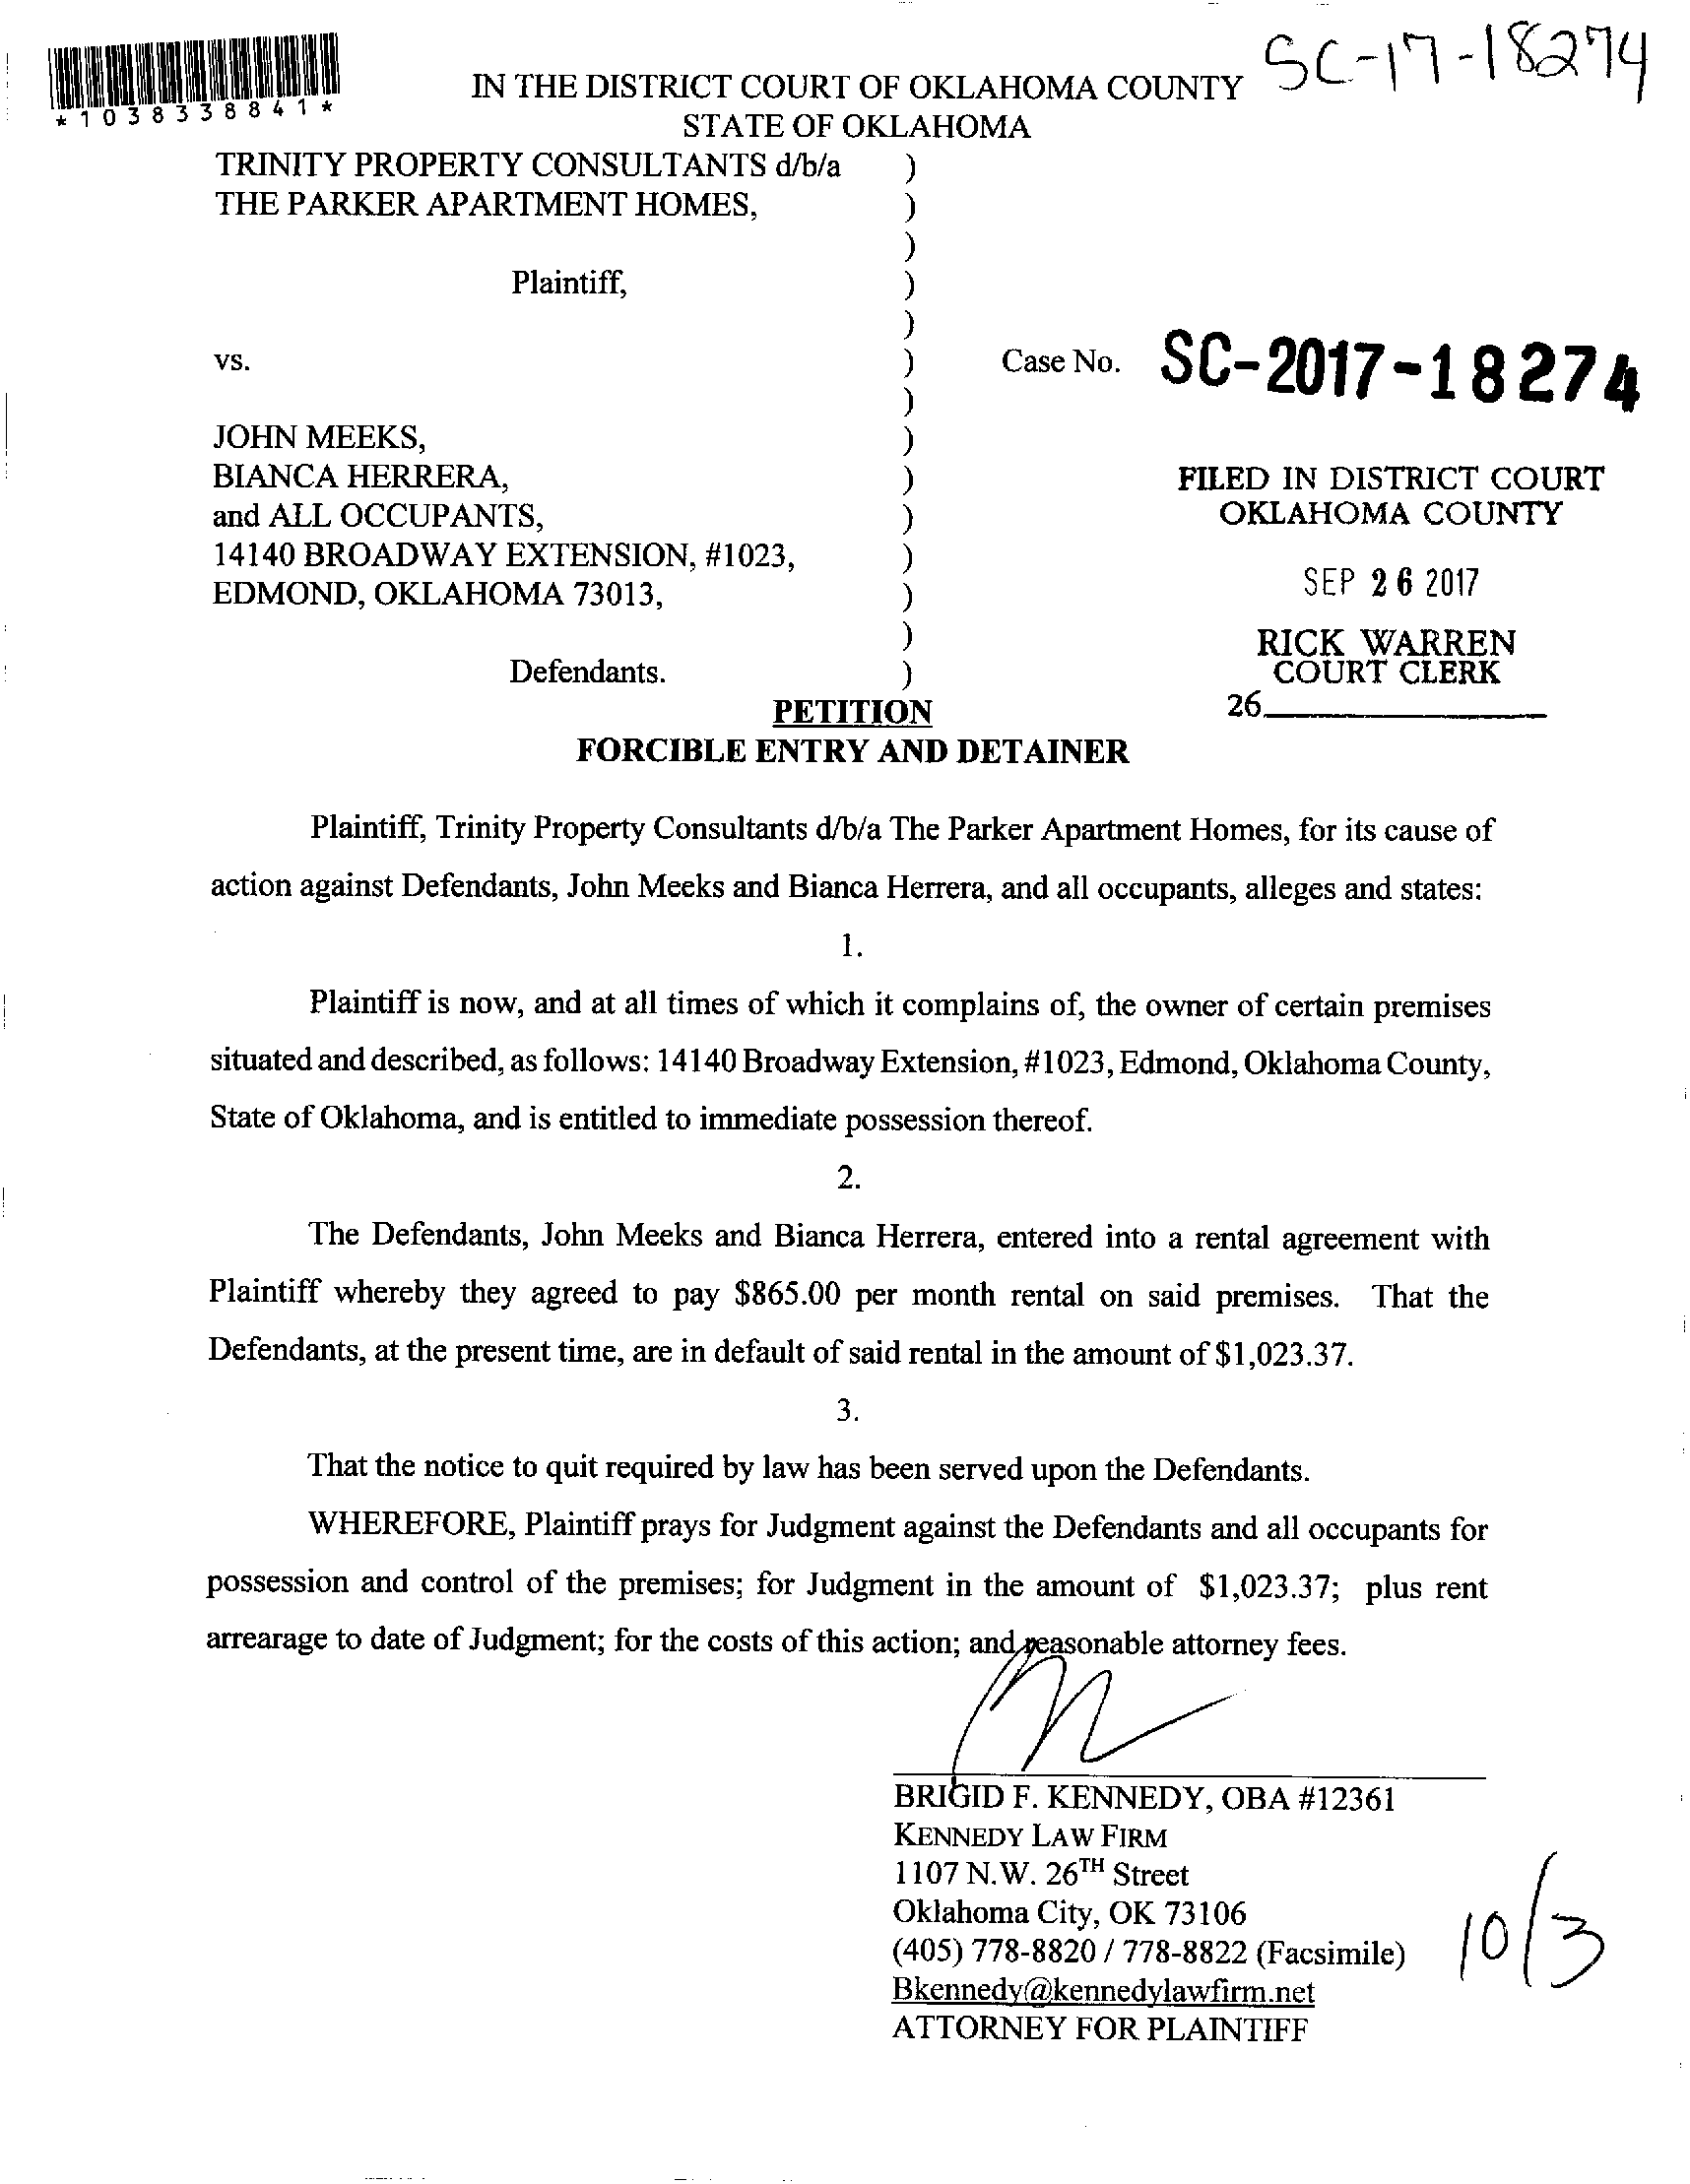 SC-17-18274
*1038338841*
IN THE DISTRICT COURT OF OKLAHOMA COUNTY
STATE OF OKLAHOMA
TRINITY PROPERTY CONSULTANTS d/b/a )
THE PARKER APARTMENT HOMES, )
)
Plaintiff, )
)
vs. ) Case No. SC-2017-18274
)
JOHN MEEKS, )
BIANCA HERRERA, )
and ALL OCCUPANTS, )
14140 BROADWAY EXTENSION, #1023, )
EDMOND, OKLAHOMA 73013, )
)
Defendants. )
FILED IN DISTRICT COURT
OKLAHOMA COUNTY
SEP 26 2017
RICK WARREN
COURT CLERK
26
PETITION
FORCIBLE ENTRY AND DETAINER
Plaintiff, Trinity Property Consultants d/b/a The Parker Apartment Homes, for its cause of
action against Defendants, John Meeks and Bianca Herrera, and all occupants, alleges and states:
1.
Plaintiff is now, and at all times of which it complains of, the owner of certain premises
situated and described, as follows: 14140 Broadway Extension, #1023, Edmond, Oklahoma County,
State of Oklahoma, and is entitled to immediate possession thereof.
2.
The Defendants, John Meeks and Bianca Herrera, entered into a rental agreement with
Plaintiff whereby they agreed to pay $865.00 per month rental on said premises. That the
Defendants, at the present time, are in default of said rental in the amount of $1,023.37.
3.
That the notice to quit required by law has been served upon the Defendants.
WHEREFORE, Plaintiff prays for Judgment against the Defendants and all occupants for
possession and control of the premises; for Judgment in the amount of $1,023.37; plus rent
arrearage to date of Judgment; for the costs of this action; and reasonable attorney fees.
BRIGID F. KENNEDY, OBA #12361
KENNEDY LAW FIRM
1107 N.W. 26TH Street
Oklahoma City, OK 73106
(405) 778-8820 / 778-8822 (Facsimile)
Bkennedy@kennedylawfirm.net
ATTORNEY FOR PLAINTIFF
10/3